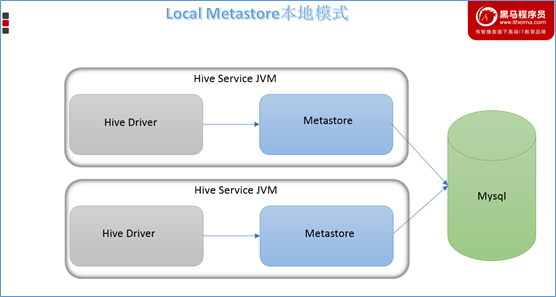 Local Metastore本地模式
黑马程序员
www.itheima.com
传智播客旗下高端IT教育品牌
Hive Service JVM
Hive Driver
Metastore
Hive Service JVM
Hive Driver
Metastore
Mysql